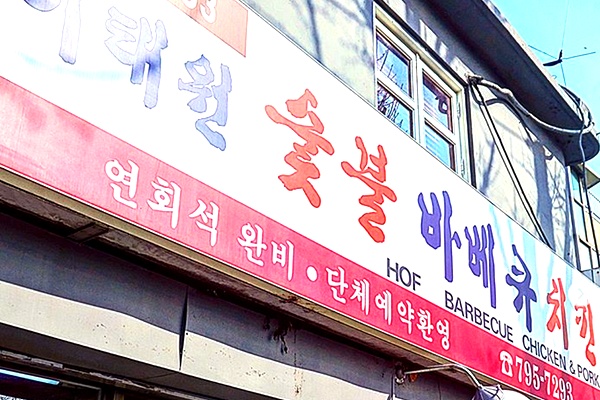 이태원 숯불 바베큐 치킨
HOF BARBECUE CHICKEN & PORK
연회석 완비 • 단체예약환영
☎795-7293